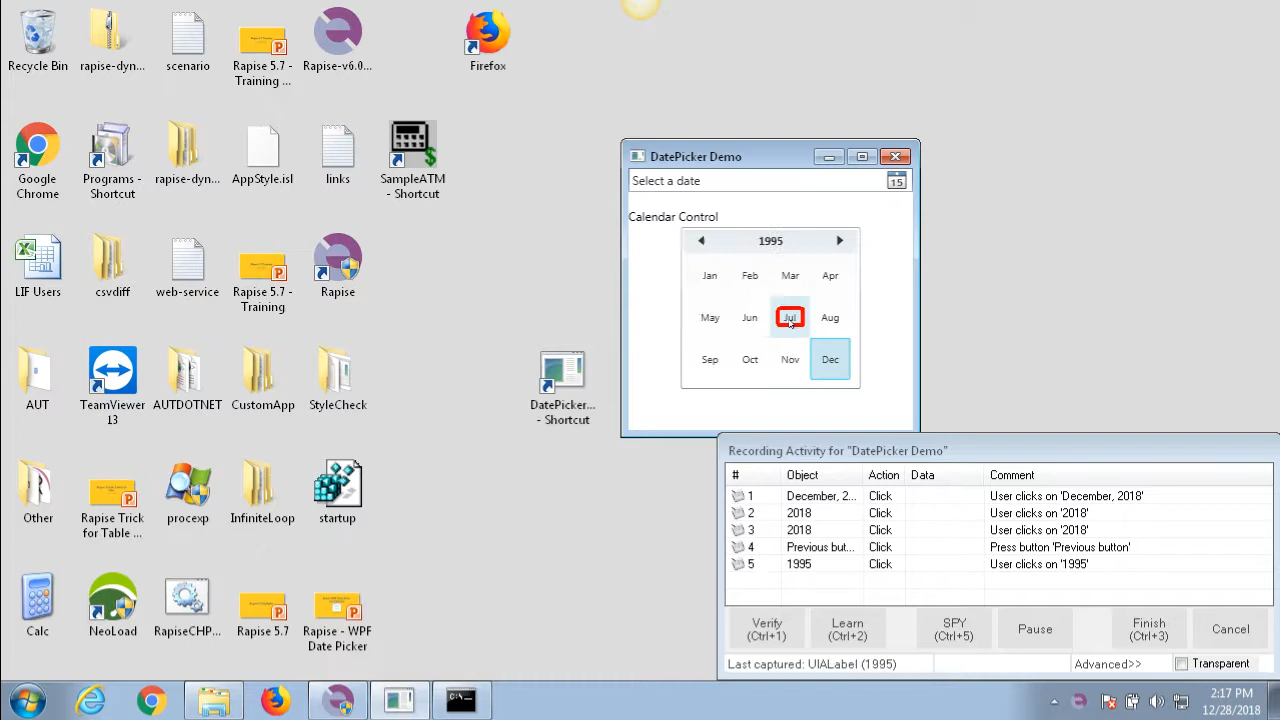 Recycle Bin
rapise-dyn...
scenario
Rapise 5.7 -
Training ...
Rapise-v6.0...
Firefox
Google
Chrome
Programs -
Shortcut
rapise-dyn...
AppStyle.isl
links
SampleATM
- Shortcut
LIF Users
csvdiff
web-service
Rapise 5.7 -
Training
Rapise
AUT
TeamViewer
13
AUTDOTNET
CustomApp
StyleCheck
DatePicker...
- Shortcut
Other
Rapise Trick
for Table ...
procexp
InfiniteLoop
startup
Calc
NeoLoad
RapiseCHP...
Rapise 5.7
Rapise - WPF
Date Picker
DatePicker Demo
Select a date
15
Calendar Control
1995
Jan Feb Mar Apr
May Jun Jul Aug
Sep Oct Nov Dec
Recording Activity for "DatePicker Demo"
# Object Action Data Comment
1 December, 2... Click User clicks on 'December, 2018'
2 2018 Click User clicks on '2018'
3 2018 Click User clicks on '2018'
4 Previous but... Click Press button 'Previous button'
5 1995 Click User clicks on '1995'
Verify
(Ctrl+1)
Learn
(Ctrl+2)
SPY
(Ctrl+5)
Pause
Finish
(Ctrl+3)
Cancel
Last captured: UIALabel (1995)
Advanced>>
Transparent
2:17 PM
12/28/2018